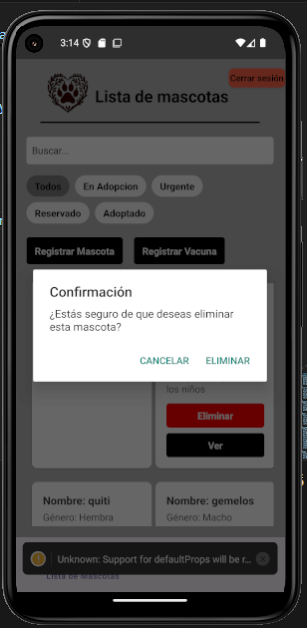 3:14
Cerrar sesión
Lista de mascotas
Buscar...
Todos
En Adopcion
Urgente
Reservado
Adoptado
Registrar Mascota
Registrar Vacuna
Confirmación
¿Estás seguro de que deseas eliminar
esta mascota?
CANCELAR
ELIMINAR
los niños
Eliminar
Ver
Nombre: quiti
Género: Hembra
Nombre: gemelos
Género: Macho
Unknown: Support for defaultProps will be r...
Lista de Mascotas